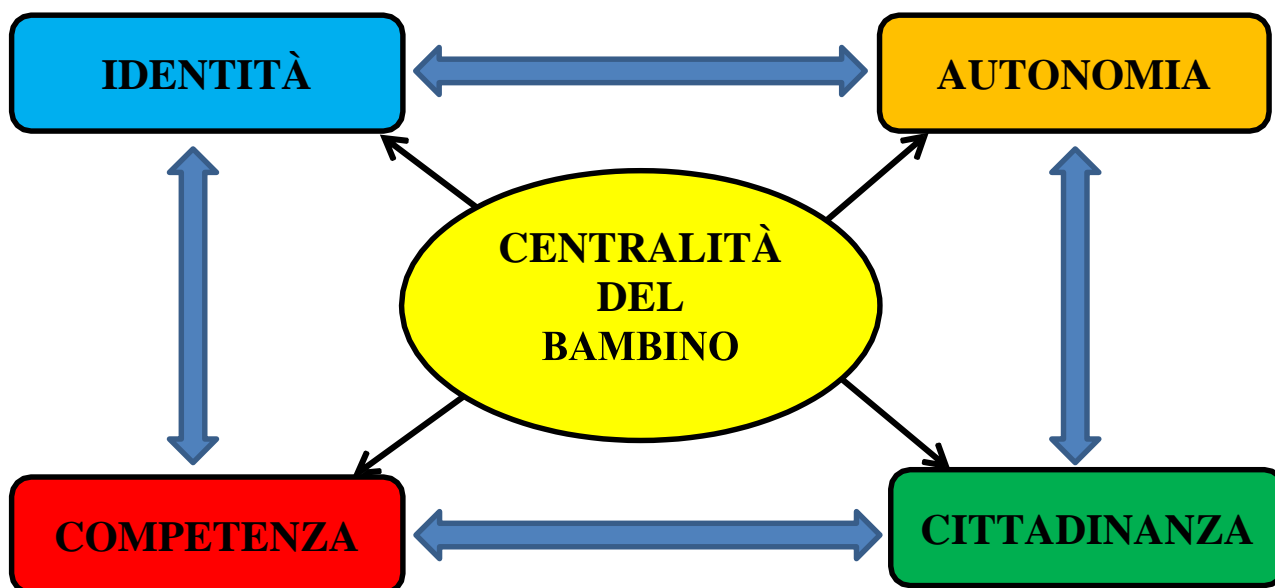 IDENTITÀ
AUTONOMIA
CENTRALITÀ
DEL
BAMBINO
COMPETENZA
CITTADINANZA